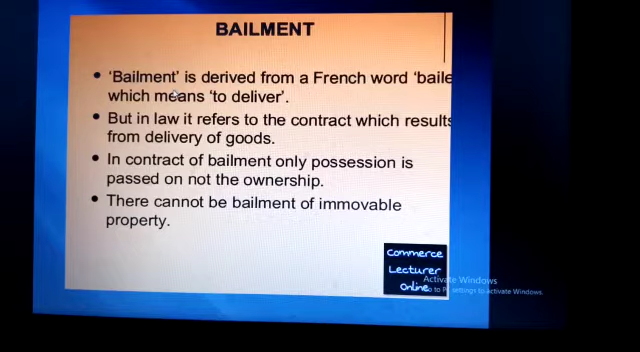 BAILMENT
• 'Bailment' is derived from a French word 'baile
which means 'to deliver'.
• But in law it refers to the contract which results
from delivery of goods.
• In contract of bailment only possession is
passed on not the ownership.
• There cannot be bailment of immovable
property.
Commerce
Lecturer
Online
Activate Windows
to P settings to activate Windows.